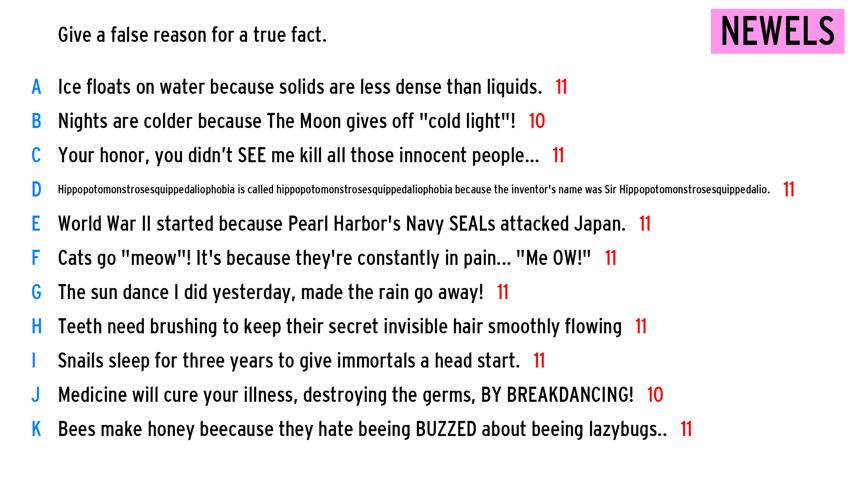 Give a false reason for a true fact.
NEWELS
A Ice floats on water because solids are less dense than liquids. 11
B Nights are colder because The Moon gives off "cold light"! 10
C Your honor, you didn't SEE me kill all those innocent people... 11
D Hippopotomonstrosesquippedaliophobia is called hippopotomonstrosesquippedaliophobia because the inventor's name was Sir Hippopotomonstrosesquippedalio. 11
E World War II started because Pearl Harbor's Navy SEALs attacked Japan. 11
F Cats go "meow"! It's because they're constantly in pain... "Me OW!" 11
G The sun dance I did yesterday, made the rain go away! 11
H Teeth need brushing to keep their secret invisible hair smoothly flowing 11
I Snails sleep for three years to give immortals a head start. 11
J Medicine will cure your illness, destroying the germs, BY BREAKDANCING! 10
K Bees make honey beecause they hate beeing BUZZED about beeing lazybugs.. 11